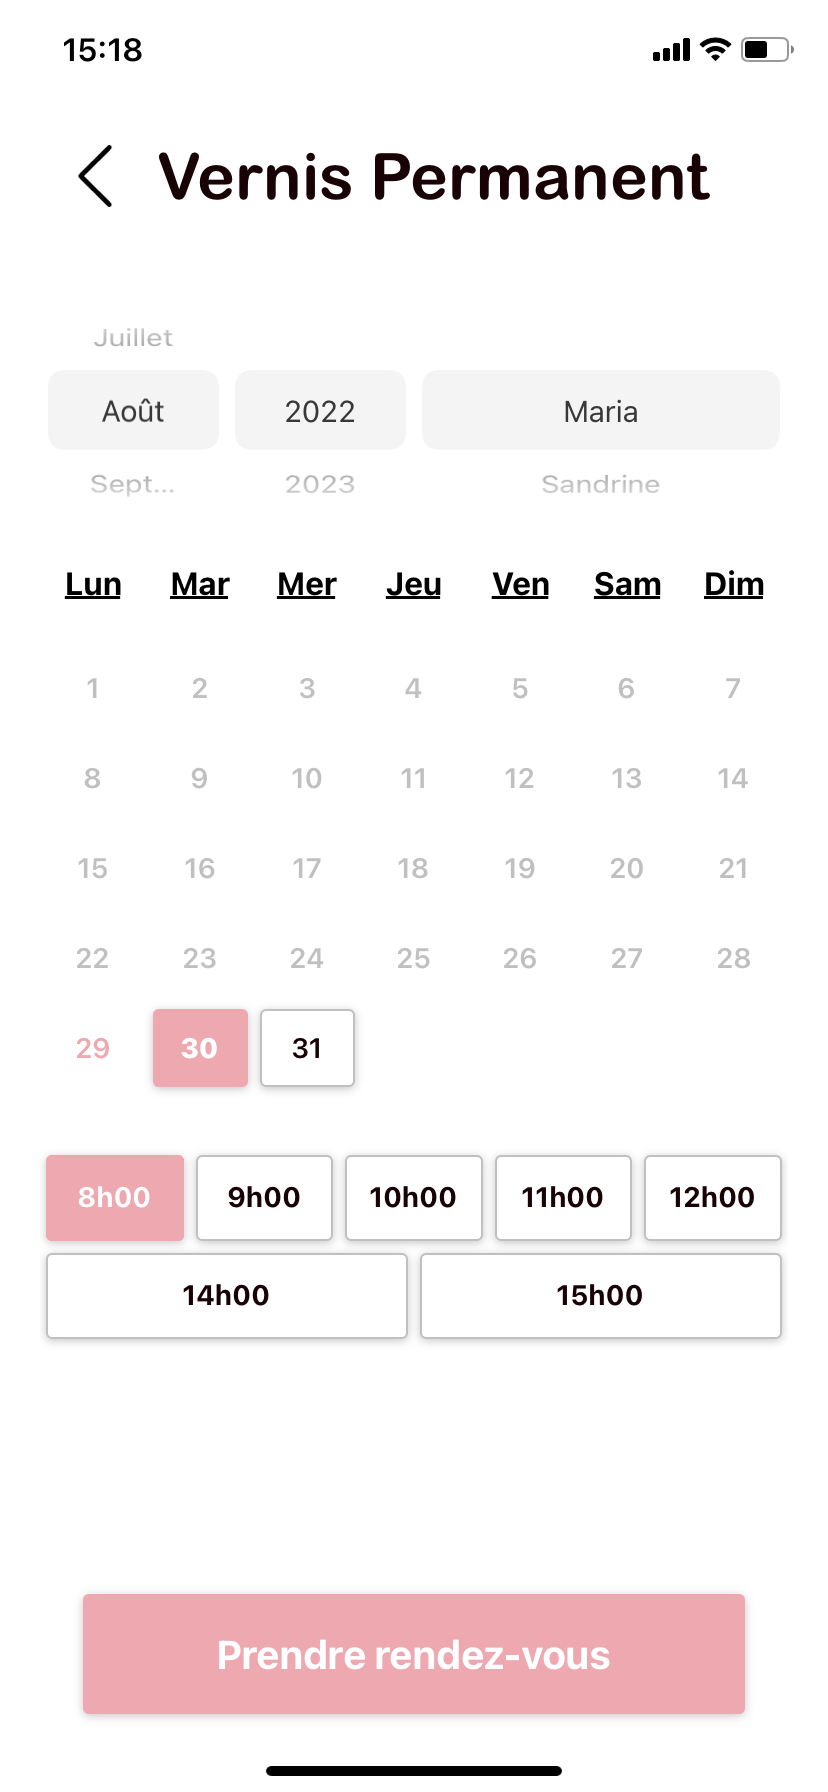 15:18
Vernis Permanent
Juillet
Août 2022 Maria
Sept... 2023 Sandrine
Lun Mar Mer Jeu Ven Sam Dim
1 2 3 4 5 6 7
8 9 10 11 12 13 14
15 16 17 18 19 20 21
22 23 24 25 26 27 28
29 30 31
8h00 9h00 10h00 11h00 12h00
14h00 15h00
Prendre rendez-vous